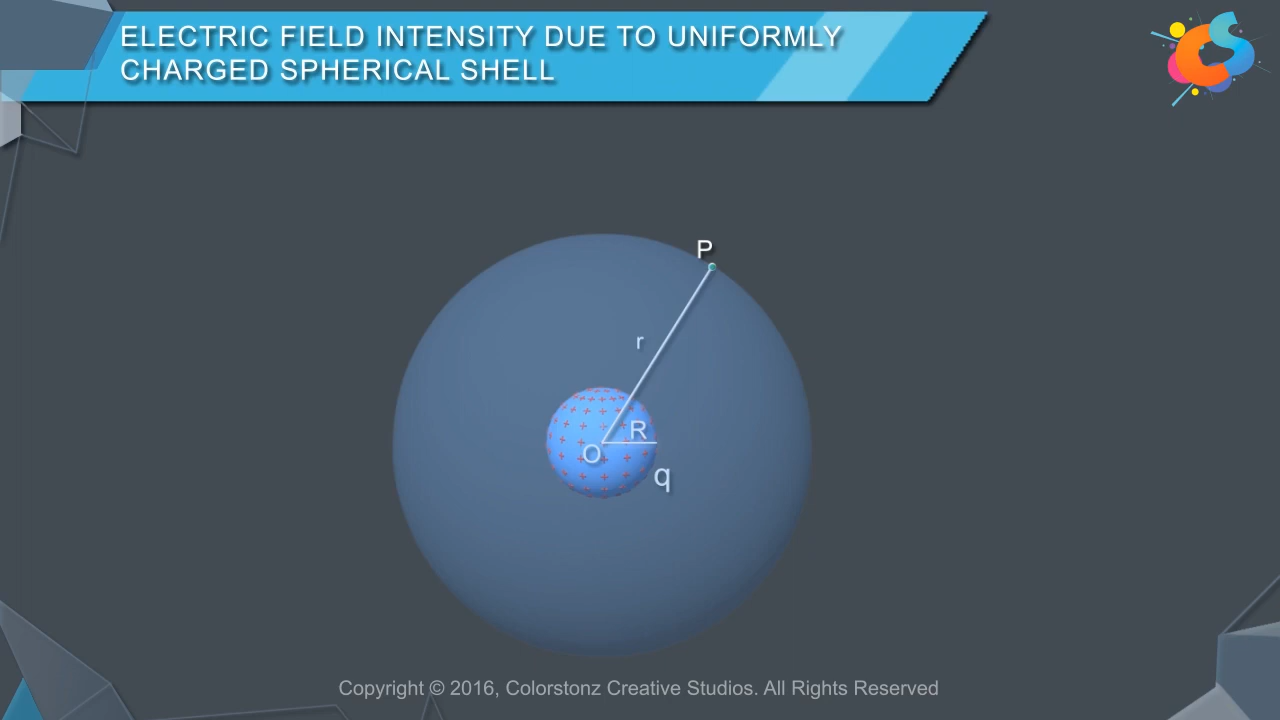 ELECTRIC FIELD INTENSITY DUE TO UNIFORMLY
CHARGED SPHERICAL SHELL
P
r
R
O
q
Copyright © 2016, Colorstonz Creative Studios. All Rights Reserved